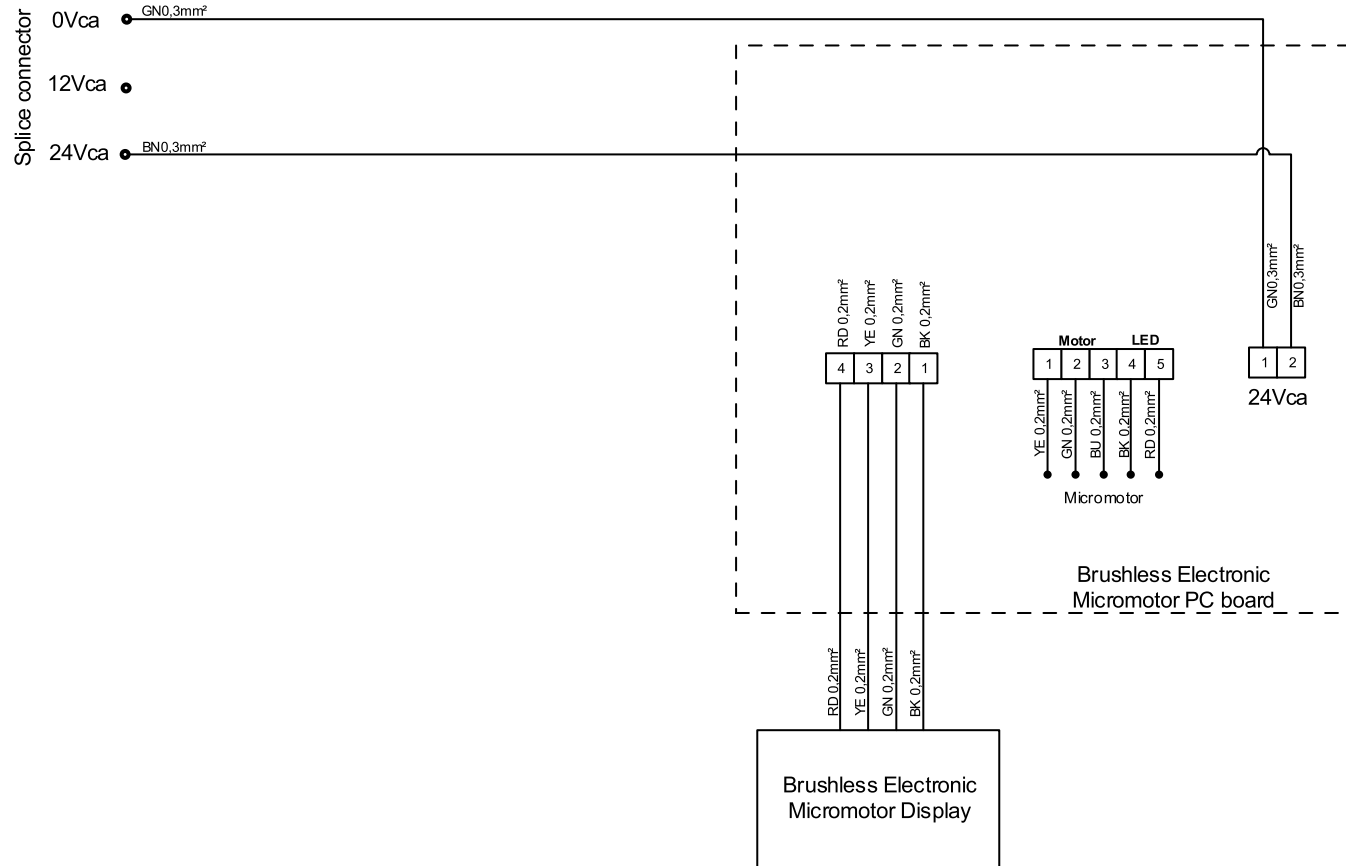 Splice connector
0Vca
GN0,3mm²
12Vca
24Vca
BN0,3mm²
GN0,3mm²
BN0,3mm²
RD 0,2mm²
YE 0,2mm²
GN 0,2mm²
BK 0,2mm²
4 3 2 1
Motor LED
1 2 3 4 5
1 2
24Vca
YE 0,2mm²
GN 0,2mm²
BU 0,2mm²
BK 0,2mm²
RD 0,2mm²
Micromotor
Brushless Electronic
Micromotor PC board
RD 0,2mm²
YE 0,2mm²
GN 0,2mm²
BK 0,2mm²
Brushless Electronic
Micromotor Display